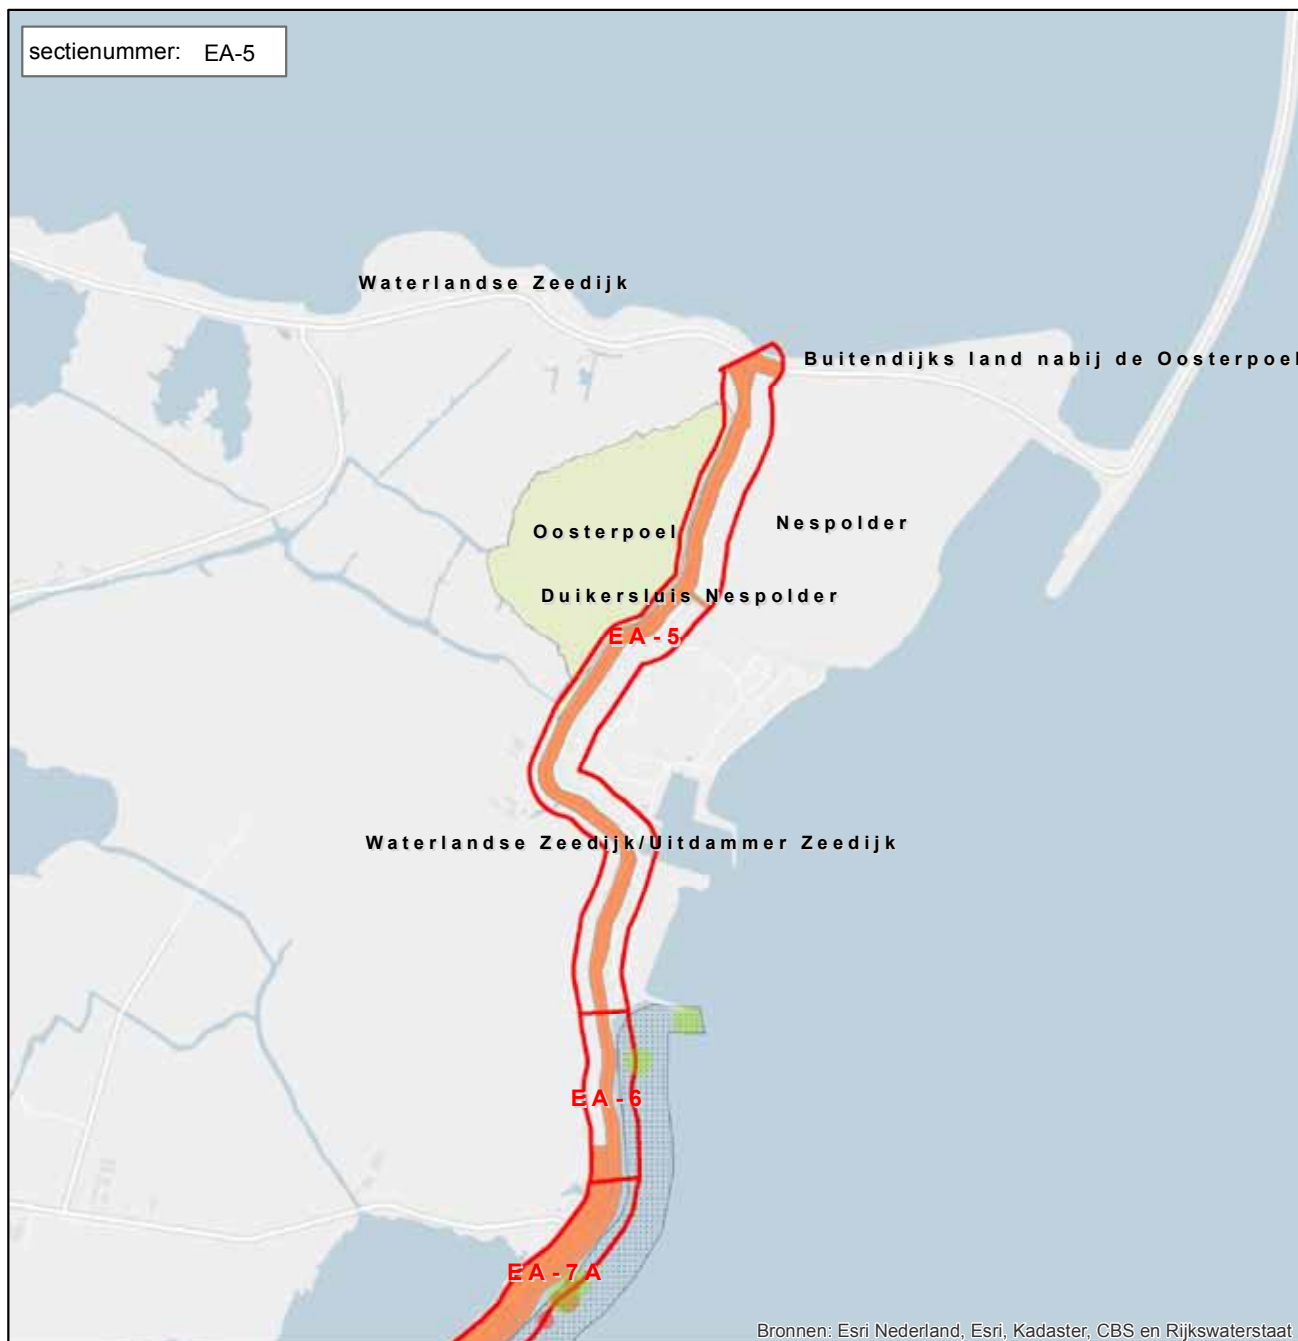 sectienummer: EA-5
Waterlandse Zeedijk
Buitendijks land nabij de Oosterpoel
Nespolder
Oosterpoel
Duikersluis Nespolder
EA-5
Waterlandse Zeedijk/Uitdammer Zeedijk
EA-6
EA-7A
Bronnen: Esri Nederland, Esri, Kadaster, CBS en Rijkswaterstaat